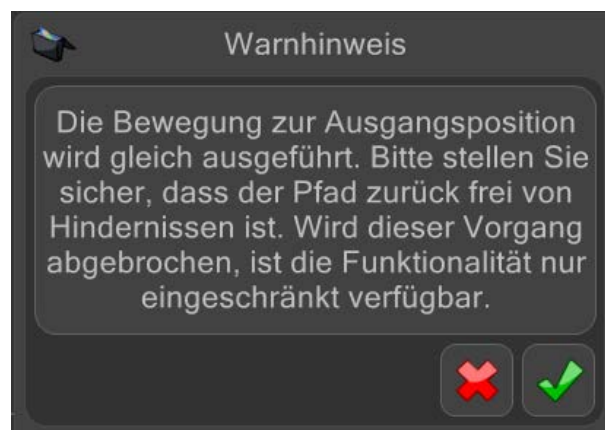 Warnhinweis
Die Bewegung zur Ausgangsposition
wird gleich ausgeführt. Bitte stellen Sie
sicher, dass der Pfad zurück frei von
Hindernissen ist. Wird dieser Vorgang
abgebrochen, ist die Funktionalität nur
eingeschränkt verfügbar.